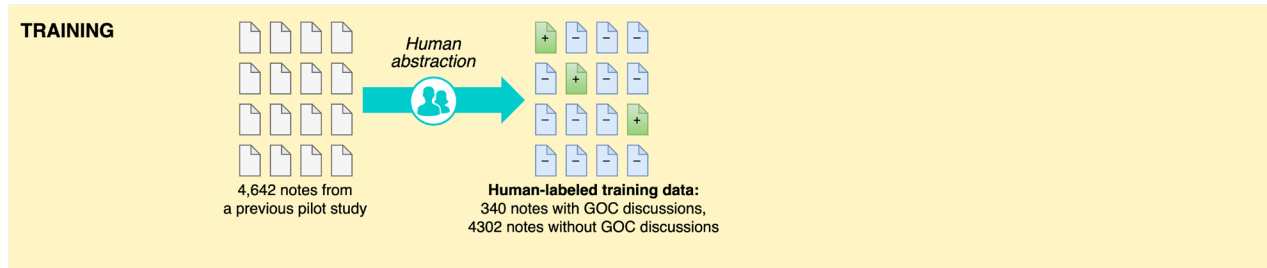 TRAINING
Human
abstraction
+ − − −
− + − −
− − − +
− − − −
4,642 notes from
a previous pilot study
Human-labeled training data:
340 notes with GOC discussions,
4302 notes without GOC discussions